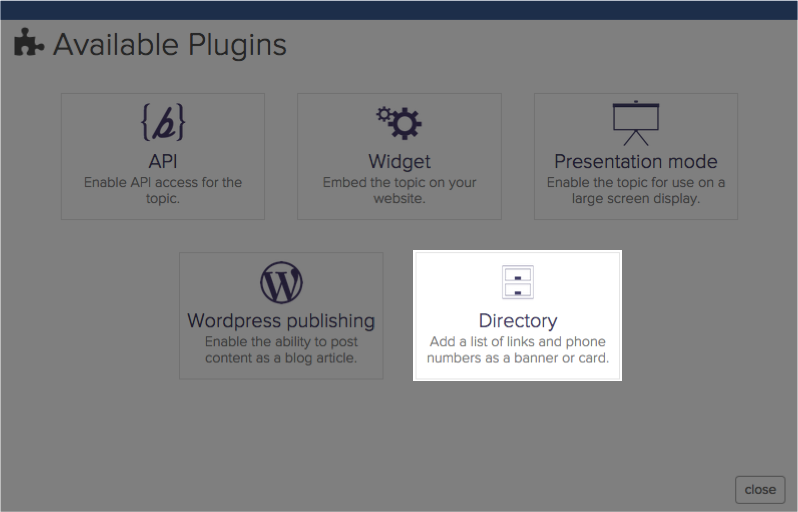 Available Plugins
{b}
API
Enable API access for the
topic.
Widget
Embed the topic on your
website.
Presentation mode
Enable the topic for use on a
large screen display.
W
Wordpress publishing
Enable the ability to post
content as a blog article.
Directory
Add a list of links and phone
numbers as a banner or card.
close